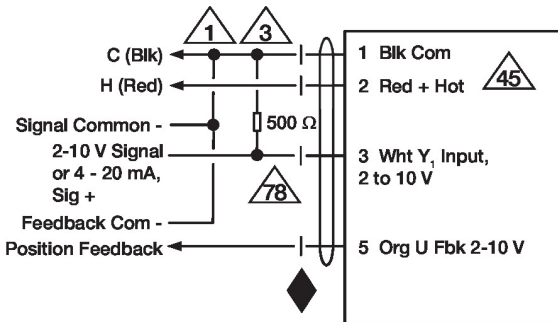 1
3
C (Blk)
1 Blk Com
H (Red)
2 Red + Hot
45
Signal Common -
500 Ω
2-10 V Signal
or 4 - 20 mA,
Sig +
3 Wht Y₁ Input,
2 to 10 V
78
Feedback Com -
Position Feedback
5 Org U Fbk 2-10 V